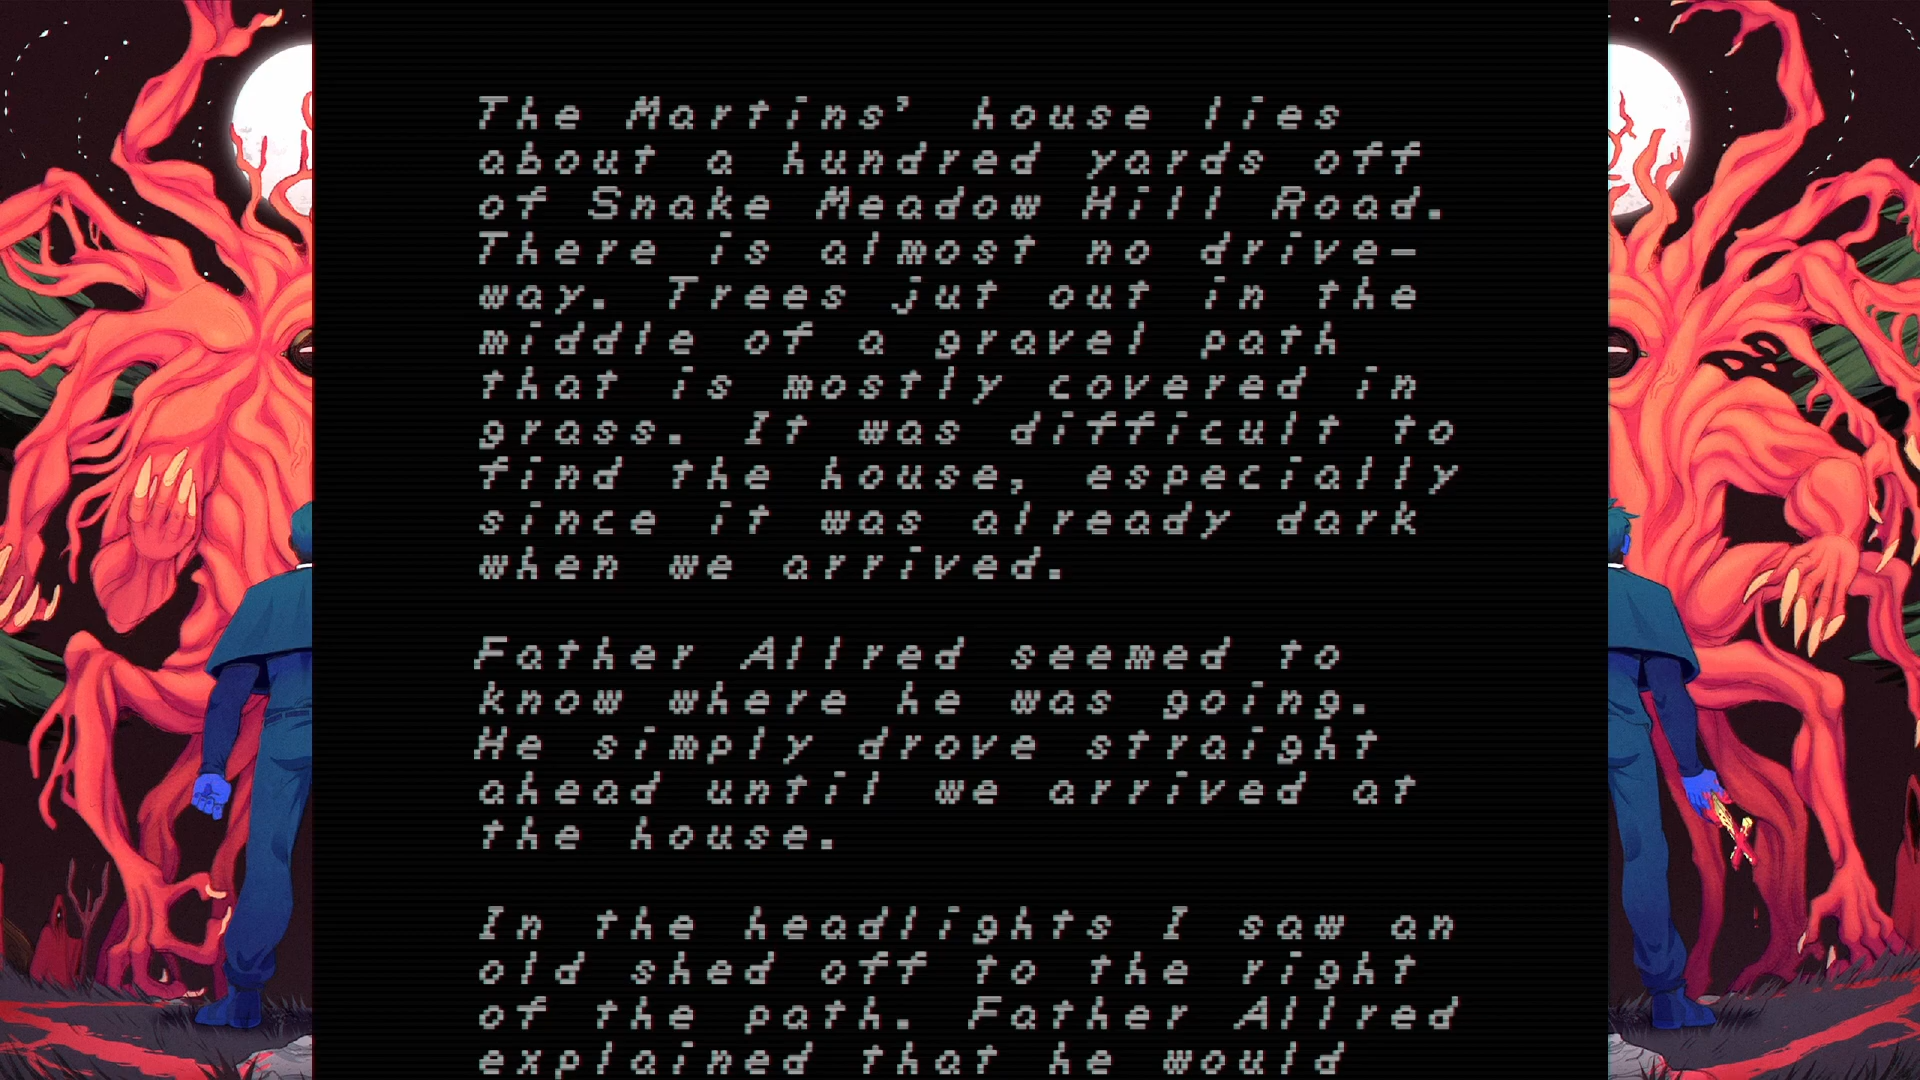 The Martins' house lies
about a hundred yards off
of Snake Meadow Hill Road.
There is almost no drive-
way. Trees jut out in the
middle of a gravel path
that is mostly covered in
grass. It was difficult to
find the house, especially
since it was already dark
when we arrived.
Father Allred seemed to
know where he was going.
He simply drove straight
ahead until we arrived at
the house.
In the headlights I saw an
old shed off to the right
of the path. Father Allred
explained that he would